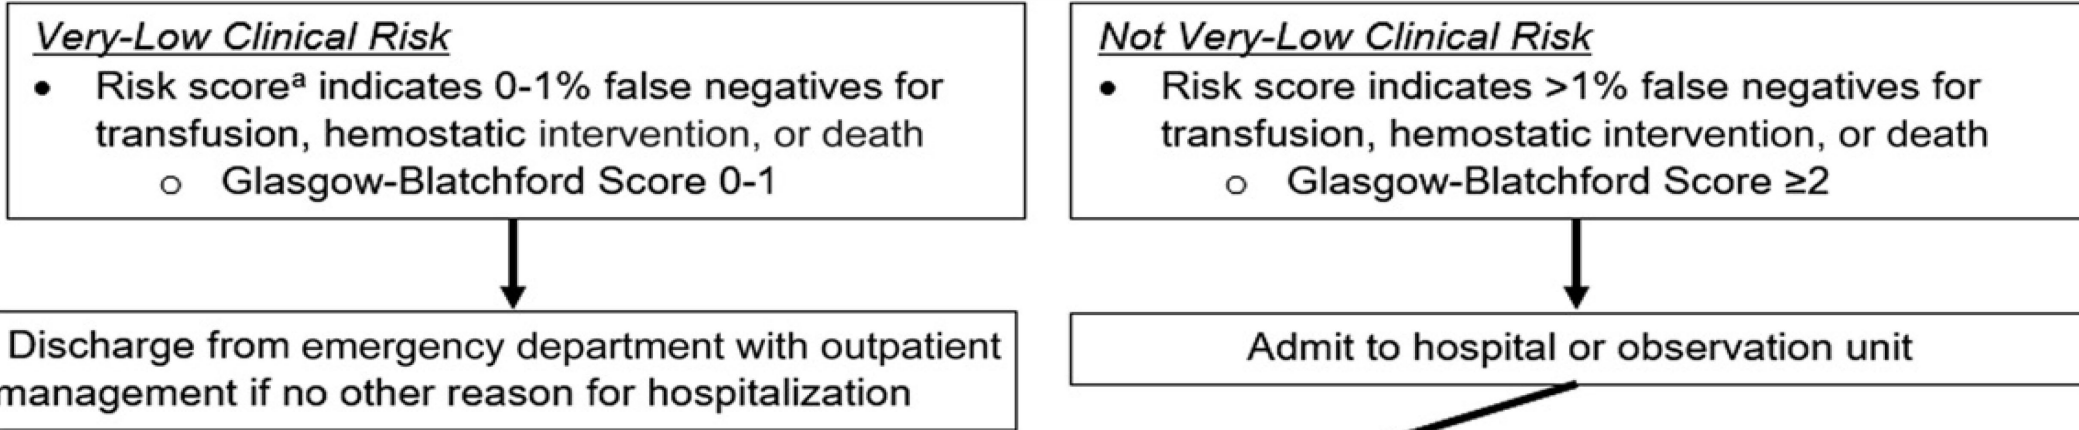 Very-Low Clinical Risk
• Risk scoreᵃ indicates 0-1% false negatives for
transfusion, hemostatic intervention, or death
o Glasgow-Blatchford Score 0-1
Discharge from emergency department with outpatient
management if no other reason for hospitalization
Not Very-Low Clinical Risk
• Risk score indicates >1% false negatives for
transfusion, hemostatic intervention, or death
o Glasgow-Blatchford Score ≥2
Admit to hospital or observation unit